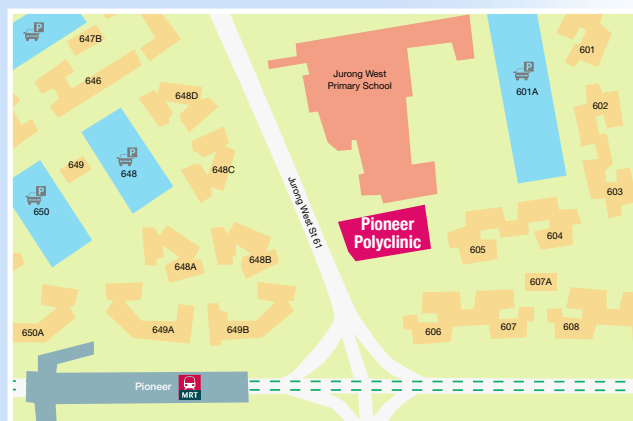 P
647B
646
648D
P
648
649
648C
P
650
Jurong West
Primary School
P
601A
601
602
603
Jurong West St 61
Pioneer
Polyclinic
604
605
648A
648B
607A
650A
649A
649B
606
607
608
Pioneer
MRT